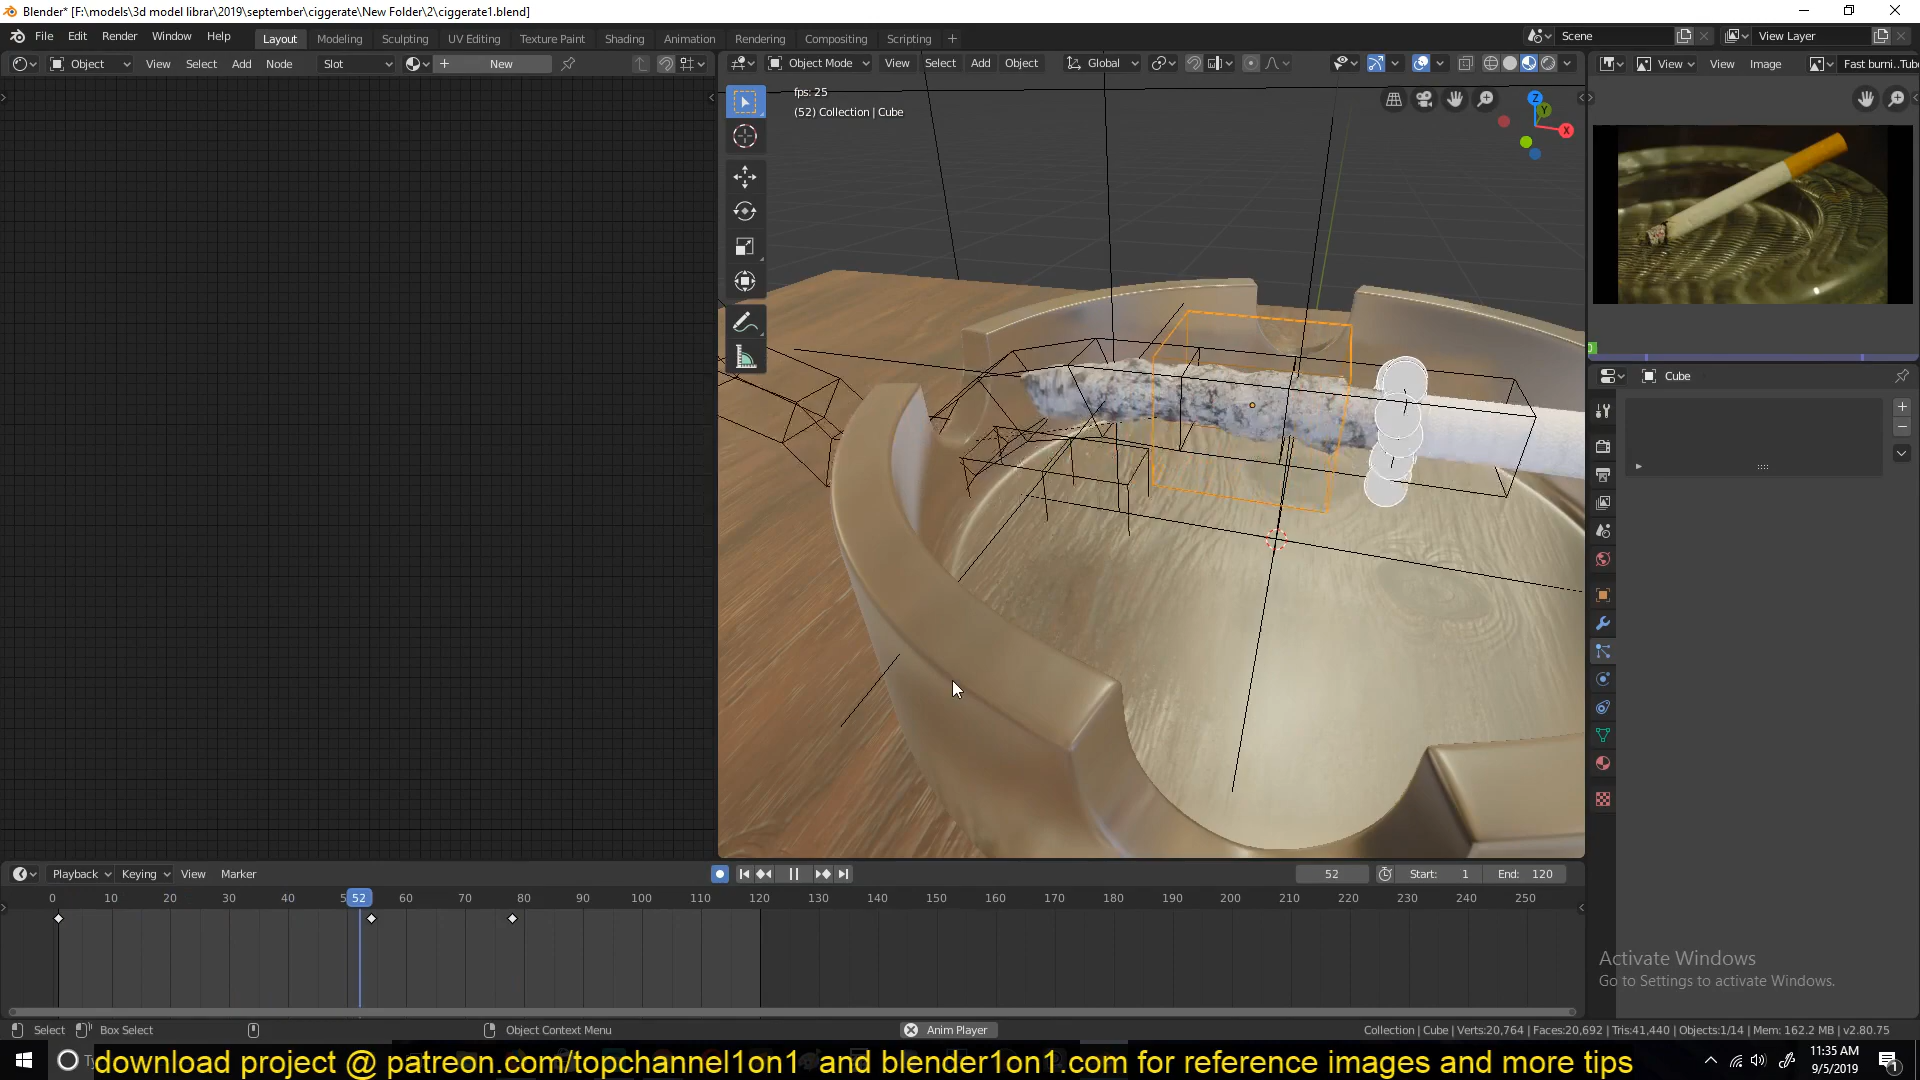 Blender* [F:\models\3d model librar\2019\september\ciggerate\New Folder\2\ciggerate1.blend]
File Edit Render Window Help Layout Modeling Sculpting UV Editing Texture Paint Shading Animation Rendering Compositing Scripting + Scene View Layer
Object View Select Add Node Slot New Object Mode View Select Add Object Global View View Image Fast burni..Tub
fps: 25
(52) Collection | Cube
Z
Y
X
0
Cube
Playback Keying View Marker 52 Start: 1 End: 120
0 10 20 30 40 5 52 60 70 80 90 100 110 120 130 140 150 160 170 180 190 200 210 220 230 240 250
Activate Windows
Go to Settings to activate Windows.
Select Box Select Object Context Menu Anim Player Collection | Cube | Verts:20,764 | Faces:20,692 | Tris:41,440 | Objects:1/14 | Mem: 162.2 MB | v2.80.75
download project @ patreon.com/topchannel1on1 and blender1on1.com for reference images and more tips
11:35 AM
9/5/2019
1